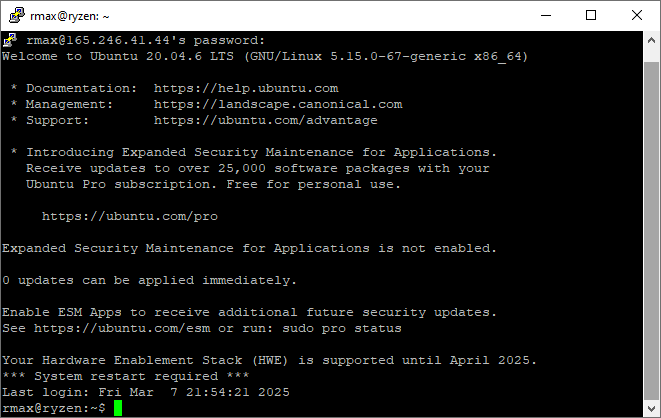 rmax@ryzen: ~
rmax@165.246.41.44's password:
Welcome to Ubuntu 20.04.6 LTS (GNU/Linux 5.15.0-67-generic x86_64)
* Documentation:  https://help.ubuntu.com
* Management:     https://landscape.canonical.com
* Support:        https://ubuntu.com/advantage
* Introducing Expanded Security Maintenance for Applications.
Receive updates to over 25,000 software packages with your
Ubuntu Pro subscription. Free for personal use.
https://ubuntu.com/pro
Expanded Security Maintenance for Applications is not enabled.
0 updates can be applied immediately.
Enable ESM Apps to receive additional future security updates.
See https://ubuntu.com/esm or run: sudo pro status
Your Hardware Enablement Stack (HWE) is supported until April 2025.
*** System restart required ***
Last login: Fri Mar  7 21:54:21 2025
rmax@ryzen:~$